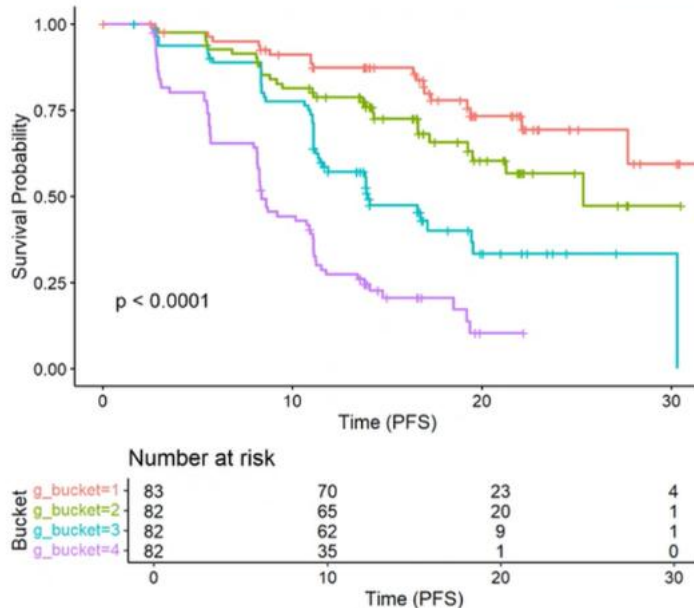 1.00
0.75
0.50
0.25
0.00
Survival Probability
p < 0.0001
0 10 20 30
Time (PFS)
Number at risk
Bucket
g_bucket=1 83 70 23 4
g_bucket=2 82 65 20 1
g_bucket=3 82 62 9 1
g_bucket=4 82 35 1 0
0 10 20 30
Time (PFS)